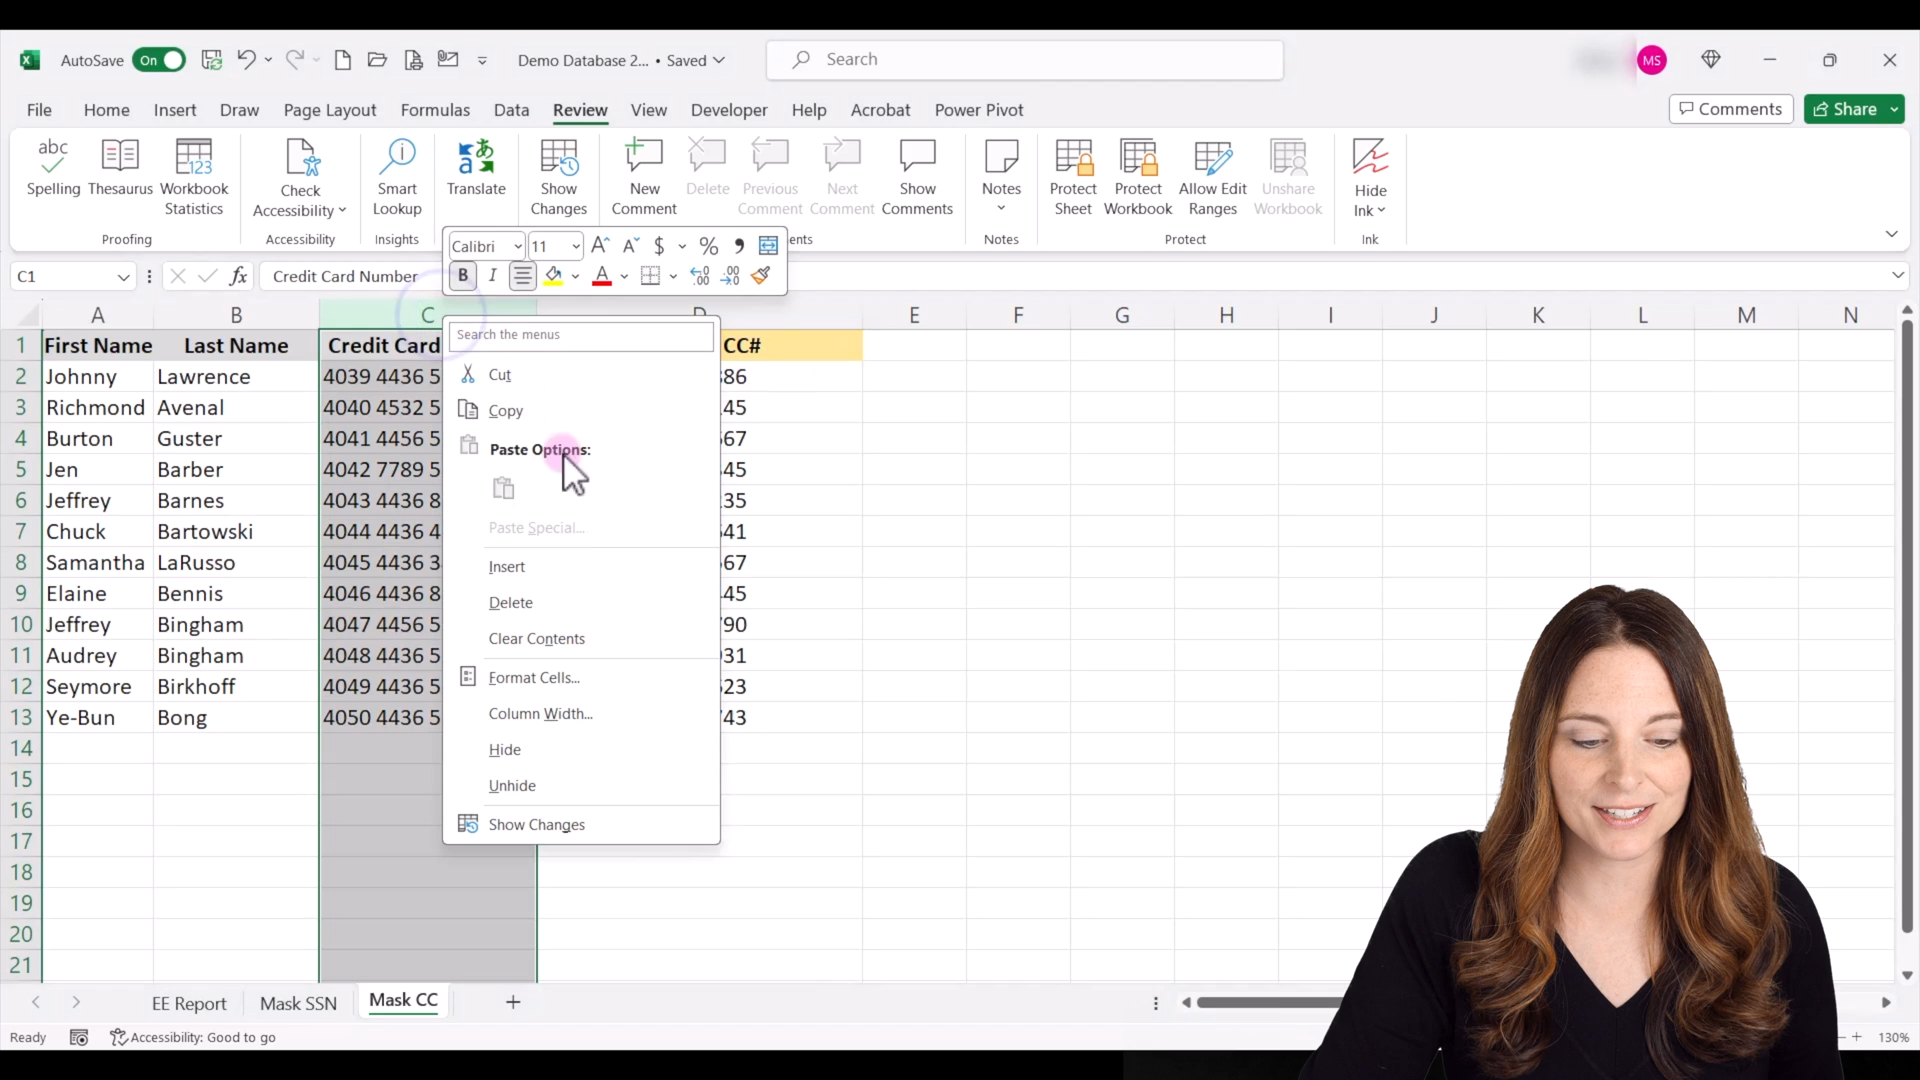 AutoSave On Demo Database 2... • Saved Search MS
File Home Insert Draw Page Layout Formulas Data Review View Developer Help Acrobat Power Pivot Comments Share
abc Spelling Thesaurus 123 Workbook Statistics Check Accessibility Smart Lookup Translate Show Changes New Comment Delete Previous Comment Next Comment Show Comments Notes Protect Sheet Protect Workbook Allow Edit Ranges Unshare Workbook Hide Ink
Proofing Accessibility Insights ents Notes Protect Ink
Calibri 11 A A $ % ,
B I A
C1 fx Credit Card Number
A B C D E F G H I J K L M N
1 First Name Last Name Credit Card CC#
2 Johnny Lawrence 4039 4436 5 86
3 Richmond Avenal 4040 4532 5 45
4 Burton Guster 4041 4456 5 67
5 Jen Barber 4042 7789 5 45
6 Jeffrey Barnes 4043 4436 8 35
7 Chuck Bartowski 4044 4436 4 41
8 Samantha LaRusso 4045 4436 3 67
9 Elaine Bennis 4046 4436 8 45
10 Jeffrey Bingham 4047 4456 5 90
11 Audrey Bingham 4048 4436 5 31
12 Seymore Birkhoff 4049 4436 5 23
13 Ye-Bun Bong 4050 4436 5 43
14
15
16
17
18
19
20
21
Search the menus
Cut
Copy
Paste Options:
Paste Special...
Insert
Delete
Clear Contents
Format Cells...
Column Width...
Hide
Unhide
Show Changes
EE Report Mask SSN Mask CC
Ready Accessibility: Good to go 130%